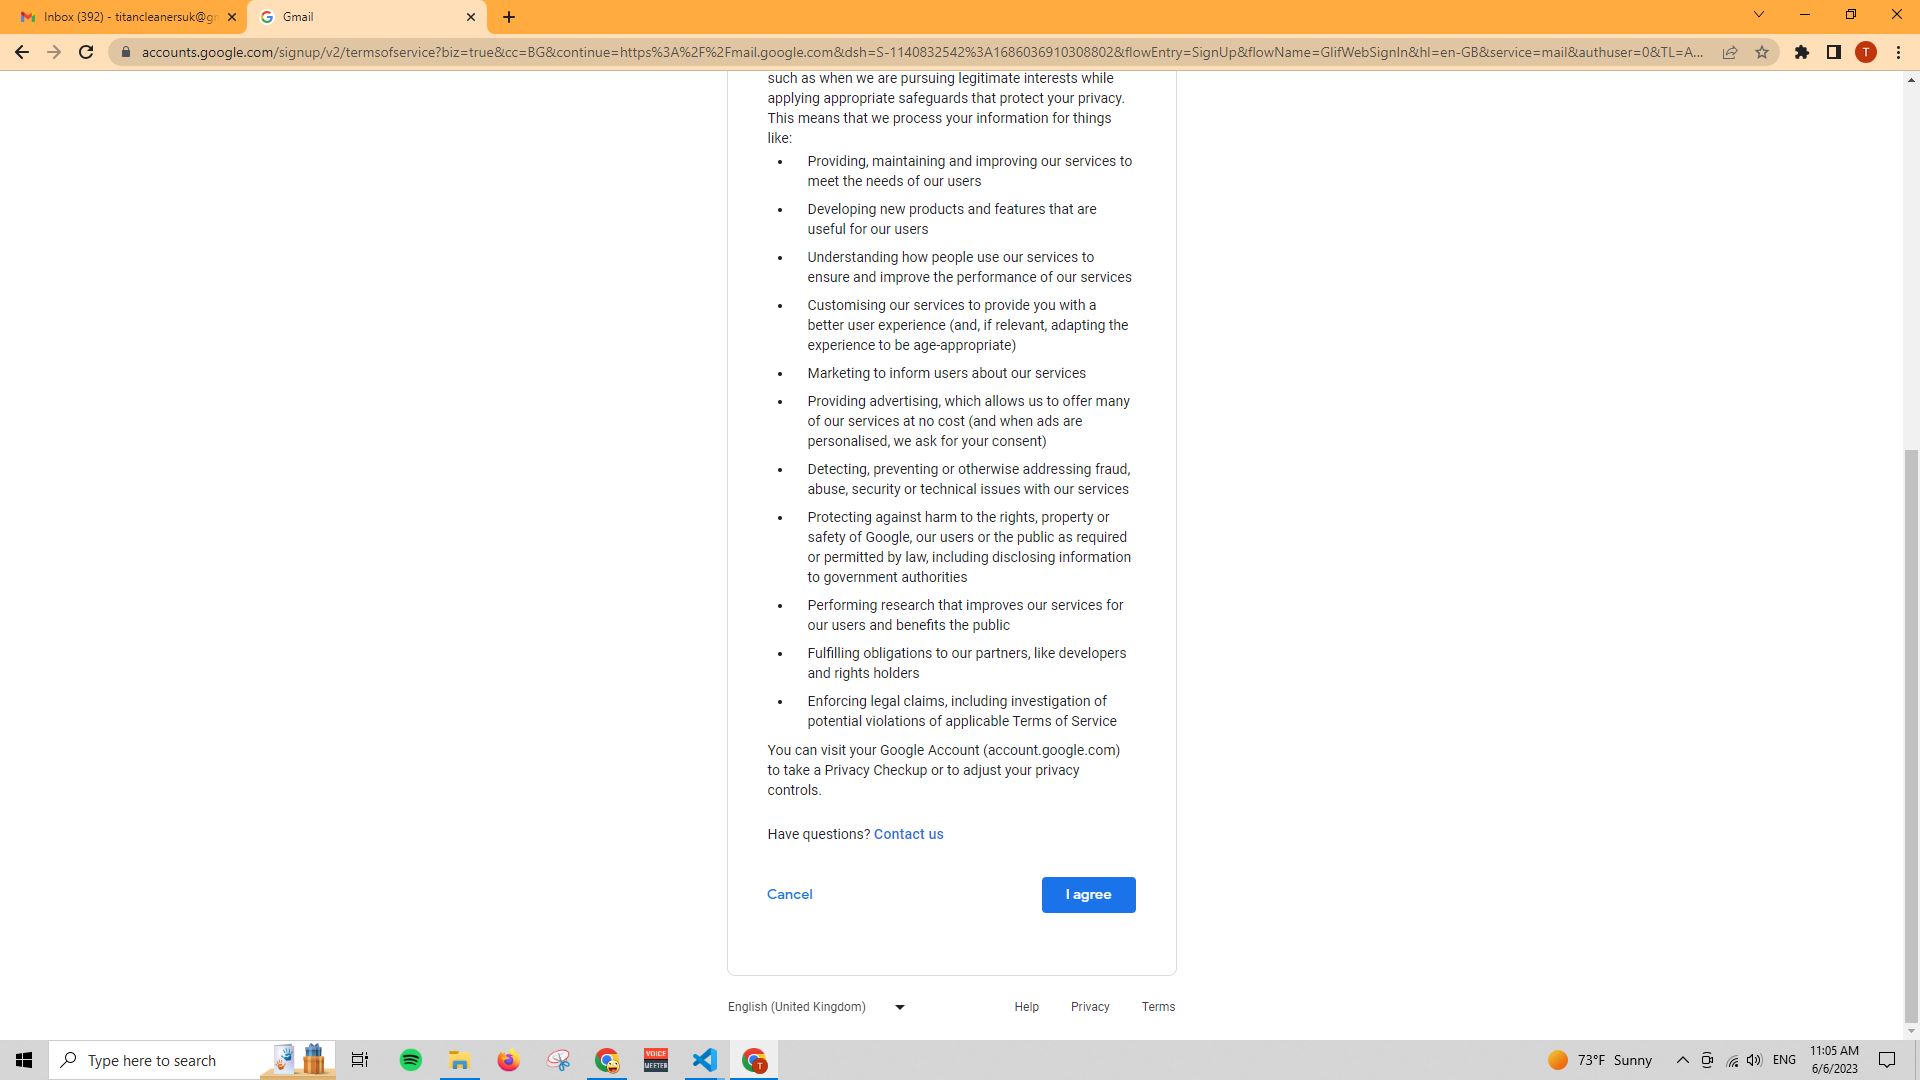 Inbox (392) - titancleanersuk@gm
Gmail
accounts.google.com/signup/v2/termsofservice?biz=true&cc=BG&continue=https%3A%2F%2Fmail.google.com&dsh=S-1140832542%3A1686036910308802&flowEntry=SignUp&flowName=GlifWebSignIn&hl=en-GB&service=mail&authuser=0&TL=A...
T
such as when we are pursuing legitimate interests while
applying appropriate safeguards that protect your privacy.
This means that we process your information for things
like:
• Providing, maintaining and improving our services to
meet the needs of our users
• Developing new products and features that are
useful for our users
• Understanding how people use our services to
ensure and improve the performance of our services
• Customising our services to provide you with a
better user experience (and, if relevant, adapting the
experience to be age-appropriate)
• Marketing to inform users about our services
• Providing advertising, which allows us to offer many
of our services at no cost (and when ads are
personalised, we ask for your consent)
• Detecting, preventing or otherwise addressing fraud,
abuse, security or technical issues with our services
• Protecting against harm to the rights, property or
safety of Google, our users or the public as required
or permitted by law, including disclosing information
to government authorities
• Performing research that improves our services for
our users and benefits the public
• Fulfilling obligations to our partners, like developers
and rights holders
• Enforcing legal claims, including investigation of
potential violations of applicable Terms of Service
You can visit your Google Account (account.google.com)
to take a Privacy Checkup or to adjust your privacy
controls.
Have questions? Contact us
Cancel
I agree
English (United Kingdom)
Help
Privacy
Terms
Type here to search
VOICE
MEETER
T
73°F Sunny
ENG
11:05 AM
6/6/2023